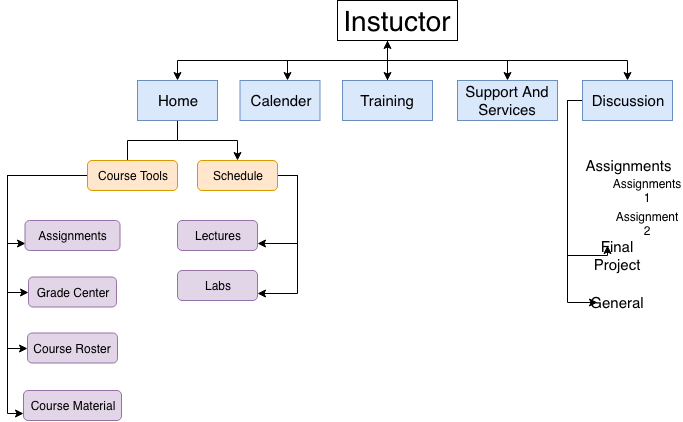 Instuctor
Home
Calender
Training
Support And
Services
Discussion
Course Tools
Schedule
Assignments
Assignments
1
Assignment
2
Assignments
Lectures
Final
Project
Grade Center
Labs
General
Course Roster
Course Material